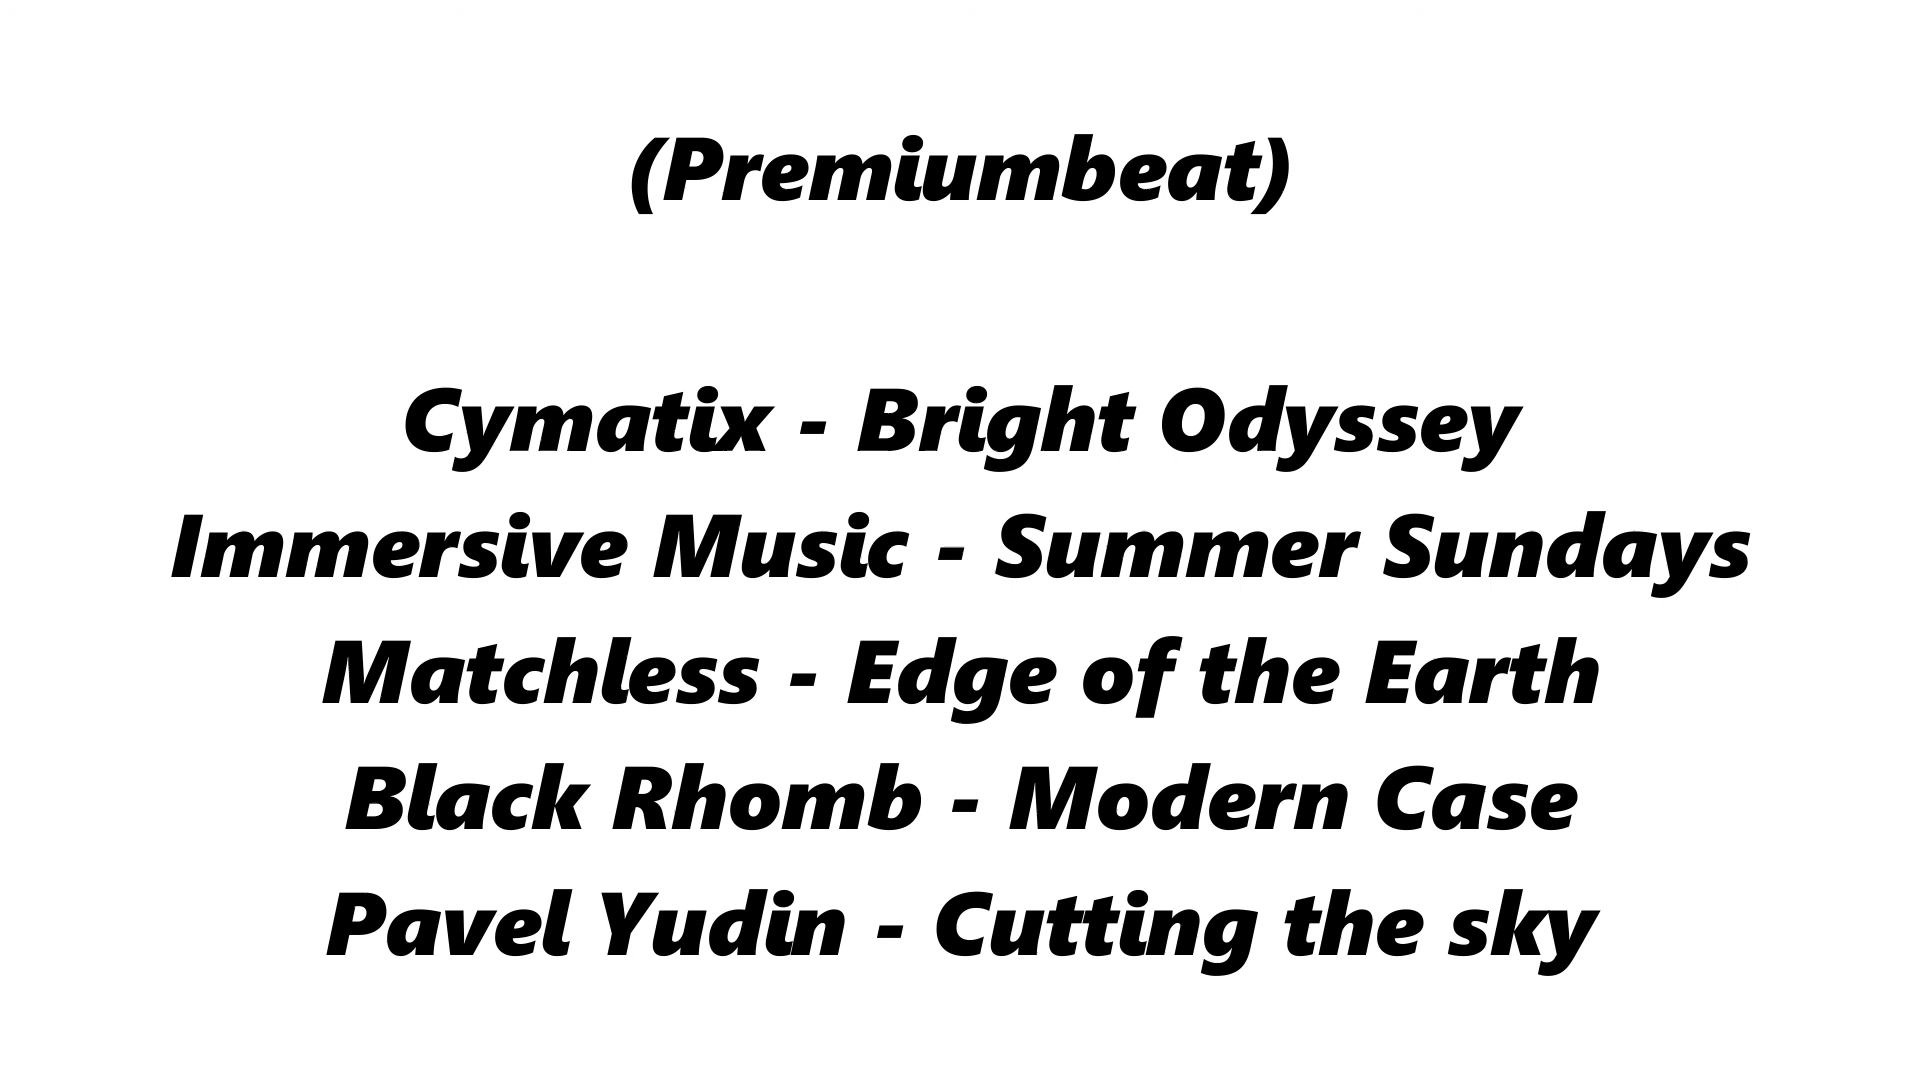 (Premiumbeat)
Cymatix - Bright Odyssey
Immersive Music - Summer Sundays
Matchless - Edge of the Earth
Black Rhomb - Modern Case
Pavel Yudin - Cutting the sky